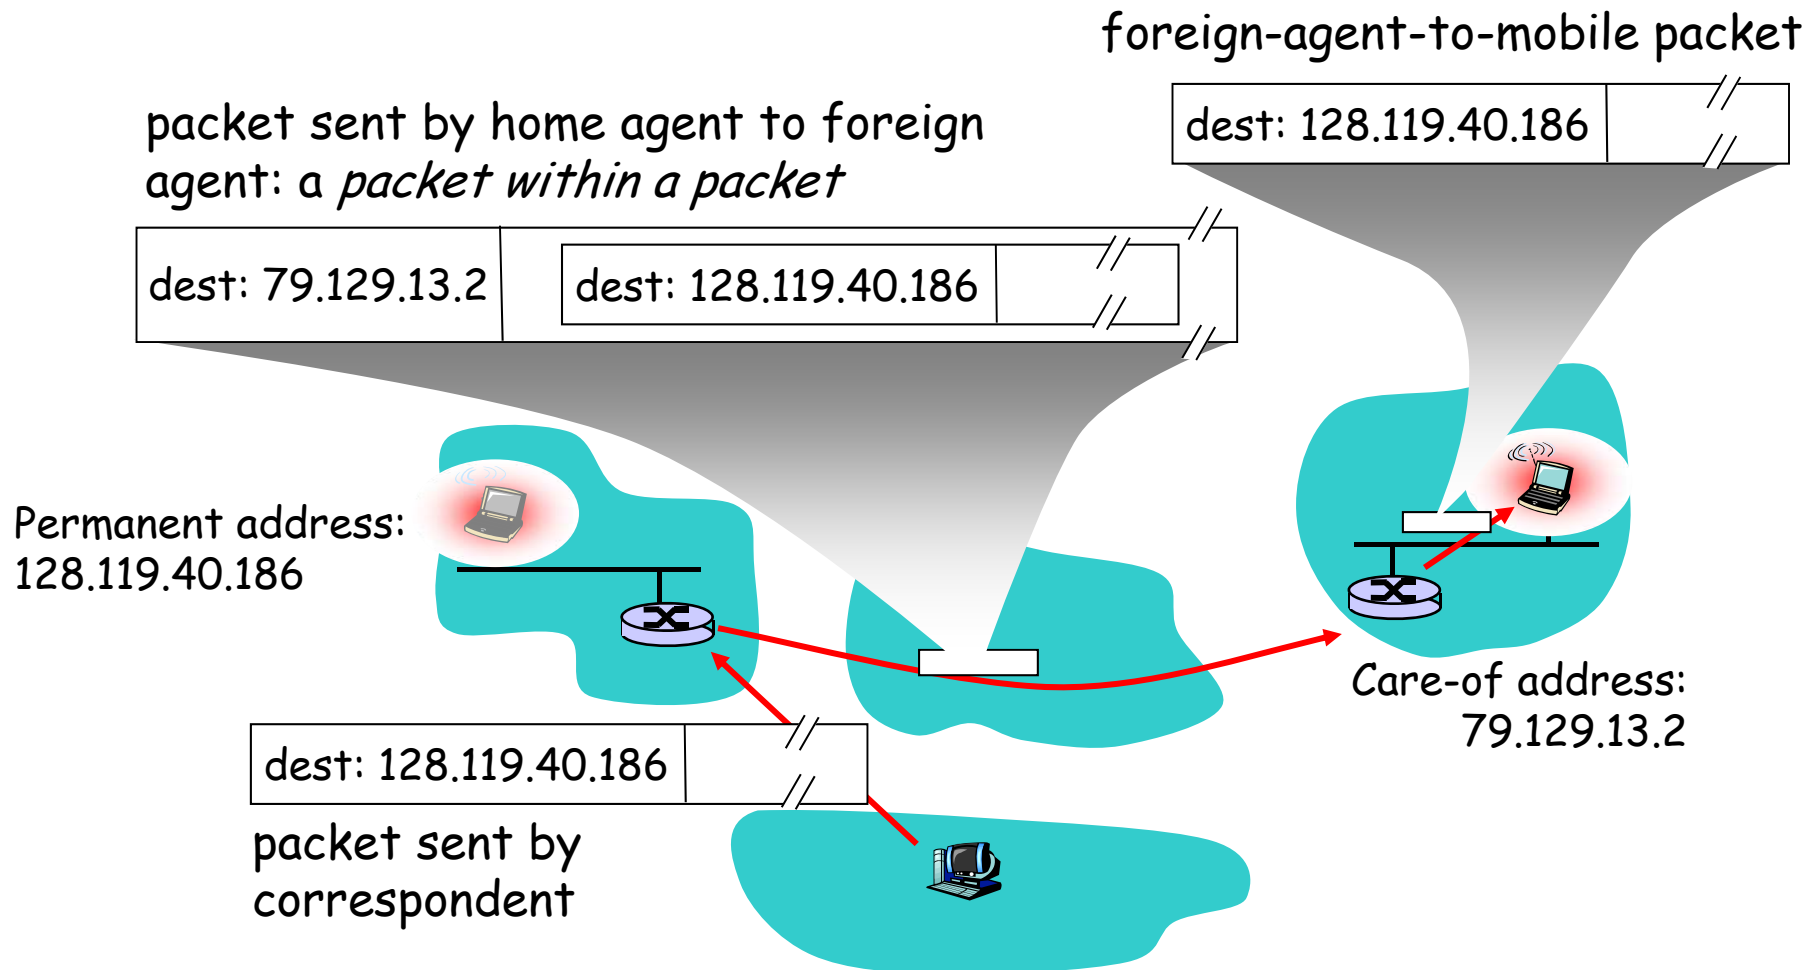 foreign-agent-to-mobile packet
dest: 128.119.40.186
packet sent by home agent to foreign
agent: a packet within a packet
dest: 79.129.13.2
dest: 128.119.40.186
Permanent address:
128.119.40.186
Care-of address:
79.129.13.2
dest: 128.119.40.186
packet sent by
correspondent